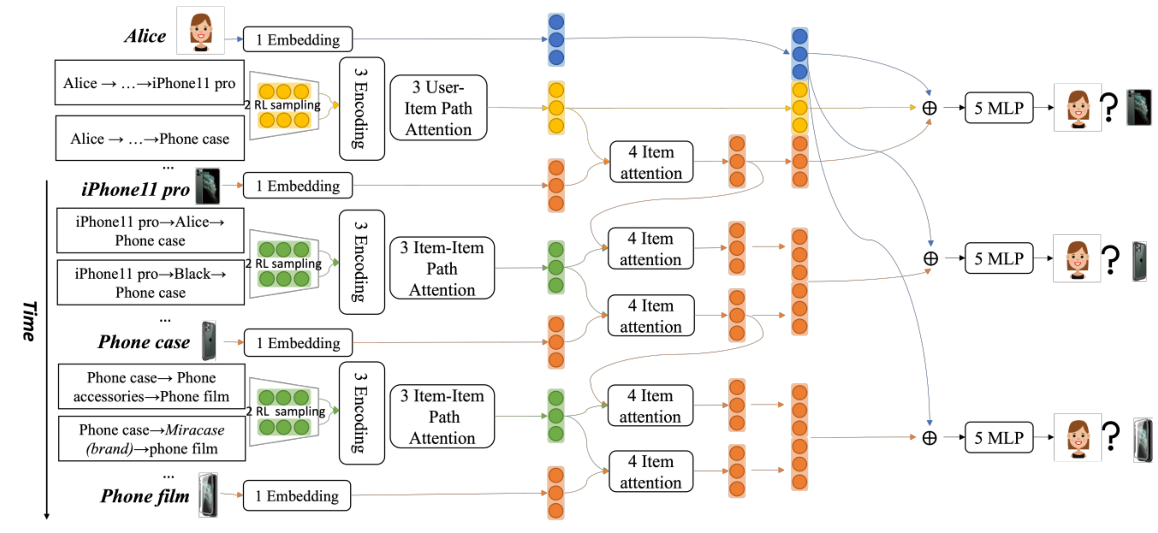 Alice
1 Embedding
Alice → …→iPhone11 pro
Alice → …→Phone case
...
2 RL sampling
3 Encoding
3 User-
Item Path
Attention
4 Item
attention
⊕
5 MLP
?
iPhone11 pro
1 Embedding
iPhone11 pro→Alice→
Phone case
iPhone11 pro→Black→
Phone case
...
2 RL sampling
3 Encoding
3 Item-Item
Path
Attention
4 Item
attention
4 Item
attention
⊕
5 MLP
?
Time
Phone case
1 Embedding
Phone case→ Phone
accessories→Phone film
Phone case→Miracase
(brand)→phone film
...
2 RL sampling
3 Encoding
3 Item-Item
Path
Attention
4 Item
attention
4 Item
attention
⊕
5 MLP
?
Phone film
1 Embedding